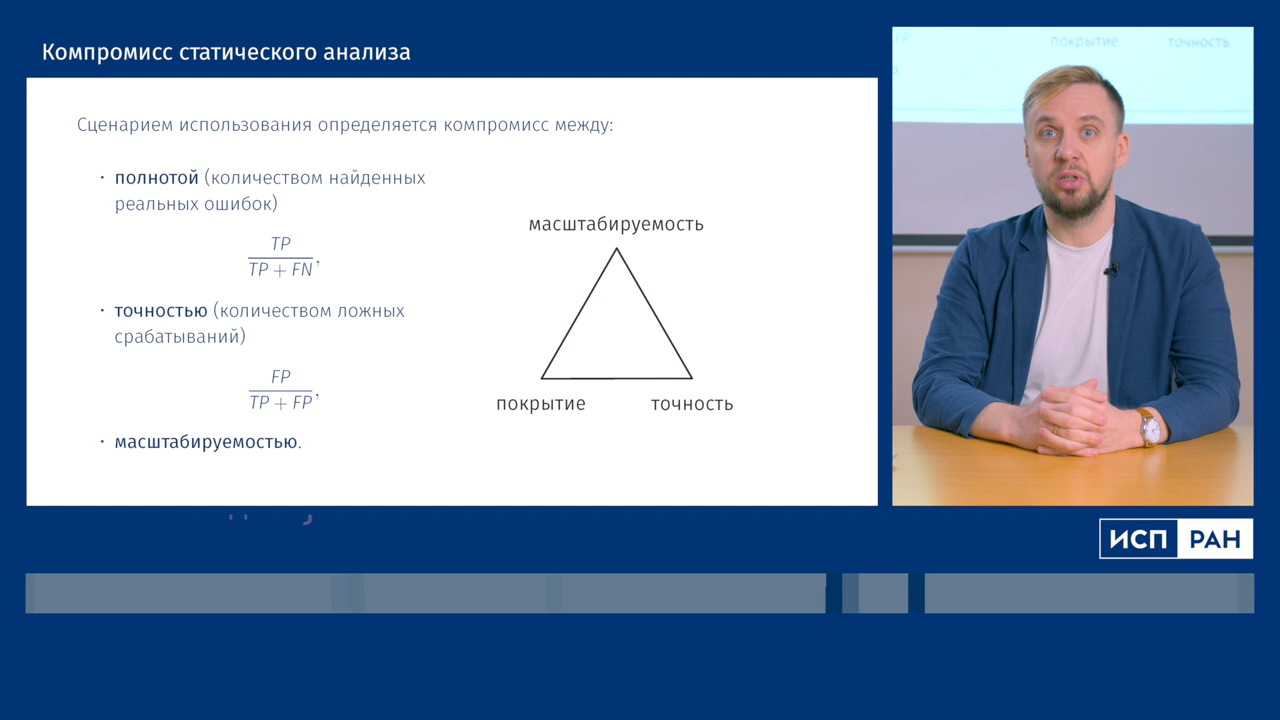 Компромисс статического анализа
Сценарием использования определяется компромисс между:
· полнотой (количеством найденных
реальных ошибок)
TP
TP + FN,
· точностью (количеством ложных
срабатываний)
FP
TP + FP,
· масштабируемостью.
масштабируемость
покрытие точность
FP
покрытие точность
ИСП РАН